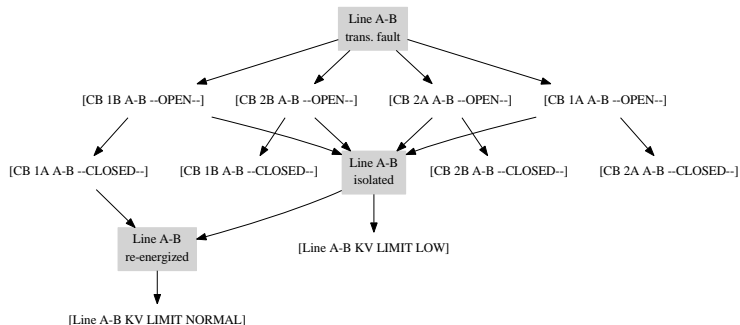 Line A-B
trans. fault
[CB 1B A-B --OPEN--]
[CB 2B A-B --OPEN--]
[CB 2A A-B --OPEN--]
[CB 1A A-B --OPEN--]
[CB 1A A-B --CLOSED--]
[CB 1B A-B --CLOSED--]
Line A-B
isolated
[CB 2B A-B --CLOSED--]
[CB 2A A-B --CLOSED--]
Line A-B
re-energized
[Line A-B KV LIMIT LOW]
[Line A-B KV LIMIT NORMAL]